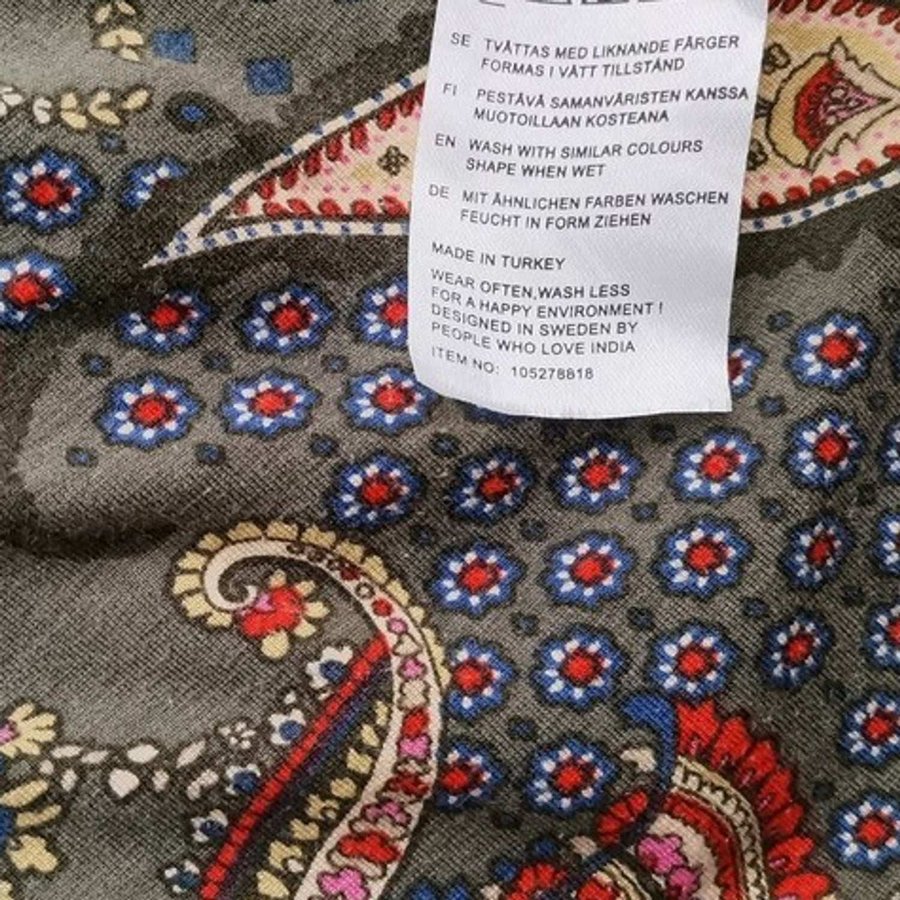 SE TVÄTTAS MED LIKNANDE FÄRGER
FORMAS I VÅTT TILLSTÅND
FI PESTÄVÄ SAMANVÄRISTEN KANSSA
MUOTOILLAAN KOSTEANA
EN WASH WITH SIMILAR COLOURS
SHAPE WHEN WET
DE MIT ÄHNLICHEN FARBEN WASCHEN
FEUCHT IN FORM ZIEHEN
MADE IN TURKEY
WEAR OFTEN,WASH LESS
FOR A HAPPY ENVIRONMENT !
DESIGNED IN SWEDEN BY
PEOPLE WHO LOVE INDIA
ITEM NO: 105278818